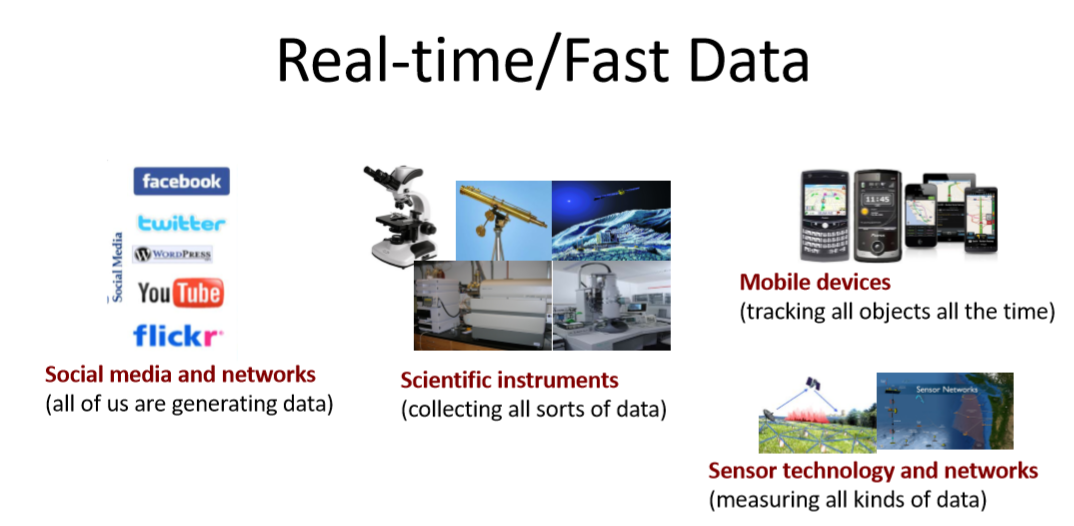 Real-time/Fast Data
Social Media
facebook
twitter
WORDPRESS
YouTube
flickr
Social media and networks
(all of us are generating data)
Scientific instruments
(collecting all sorts of data)
11:45
Mobile devices
(tracking all objects all the time)
Sensor Networks
Sensor technology and networks
(measuring all kinds of data)